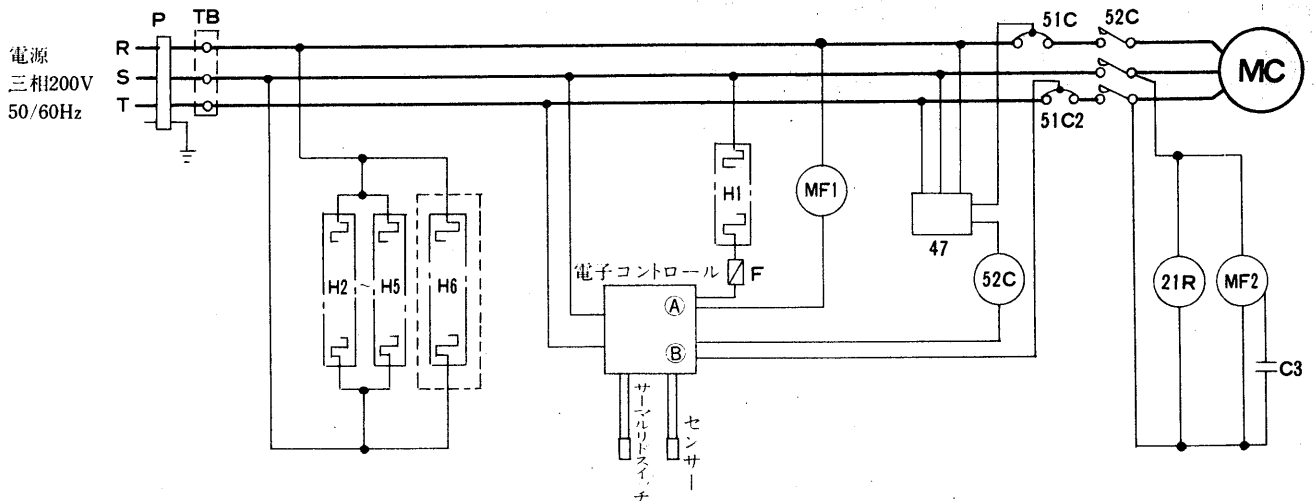 P
TB
51C
52C
電源
三相200V
50/60Hz
R
S
T
MC
51C2
H1
MF1
47
H2
~
H5
H6
電子コントロール
F
A
B
52C
21R
MF2
C3
サーマルリードスイッチ
センサー